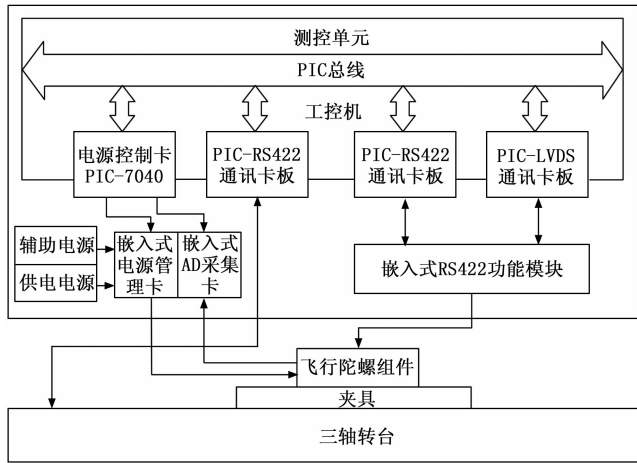 测控单元
PIC总线
工控机
电源控制卡
PIC-7040
PIC-RS422
通讯卡板
PIC-RS422
通讯卡板
PIC-LVDS
通讯卡板
辅助电源
供电电源
嵌入式
电源管
理卡
嵌入式
AD采集
卡
嵌入式RS422功能模块
飞行陀螺组件
夹具
三轴转台